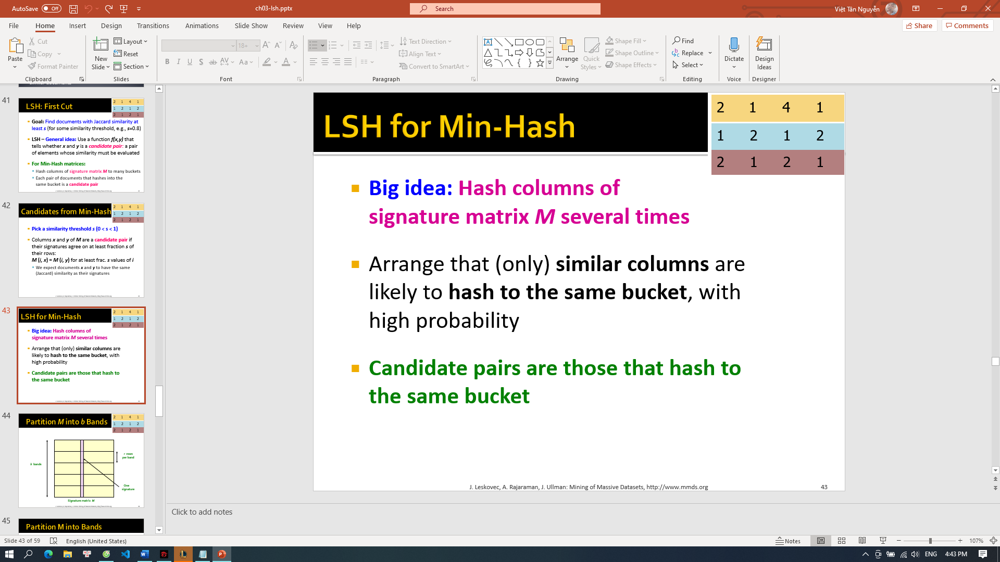 AutoSave Off
ch03-lsh.pptx
Search
Việt Tân Nguyễn
File Home Insert Design Transitions Animations Slide Show Review View Help
Share Comments
Paste
Cut
Copy
Format Painter
Clipboard
New
Slide
Layout
Reset
Section
Slides
18+
B I U S ab AV Aa A
Font
Text Direction
Align Text
Convert to SmartArt
Paragraph
Arrange
Quick
Styles
Shape Fill
Shape Outline
Shape Effects
Drawing
Find
Replace
Select
Editing
Dictate
Voice
Design
Ideas
Designer
41
LSH: First Cut
2 1 4 1
1 2 1 2
2 1 2 1
Goal: Find documents with Jaccard similarity at
least s (for some similarity threshold, e.g., s=0.8)
LSH – General idea: Use a function f(x,y) that
tells whether x and y is a candidate pair: a pair
of elements whose similarity must be evaluated
For Min-Hash matrices:
Hash columns of signature matrix M to many buckets
Each pair of documents that hashes into the
same bucket is a candidate pair
42
Candidates from Min-Hash
2 1 4 1
1 2 1 2
2 1 2 1
Pick a similarity threshold s (0 < s < 1)
Columns x and y of M are a candidate pair if
their signatures agree on at least fraction s of
their rows:
M (i, x) = M (i, y) for at least frac. s values of i
We expect documents x and y to have the same
(Jaccard) similarity as their signatures
43
LSH for Min-Hash
2 1 4 1
1 2 1 2
2 1 2 1
Big idea: Hash columns of
signature matrix M several times
Arrange that (only) similar columns are
likely to hash to the same bucket, with
high probability
Candidate pairs are those that hash to
the same bucket
44
Partition M into b Bands
2 1 4 1
1 2 1 2
2 1 2 1
b bands
r rows
per band
One
signature
Signature matrix M
45
Partition M into Bands
LSH for Min-Hash
2 1 4 1
1 2 1 2
2 1 2 1
Big idea: Hash columns of
signature matrix M several times
Arrange that (only) similar columns are
likely to hash to the same bucket, with
high probability
Candidate pairs are those that hash to
the same bucket
J. Leskovec, A. Rajaraman, J. Ullman: Mining of Massive Datasets, http://www.mmds.org
43
Click to add notes
Slide 43 of 59
English (United States)
Notes
107%
ENG
4:43 PM